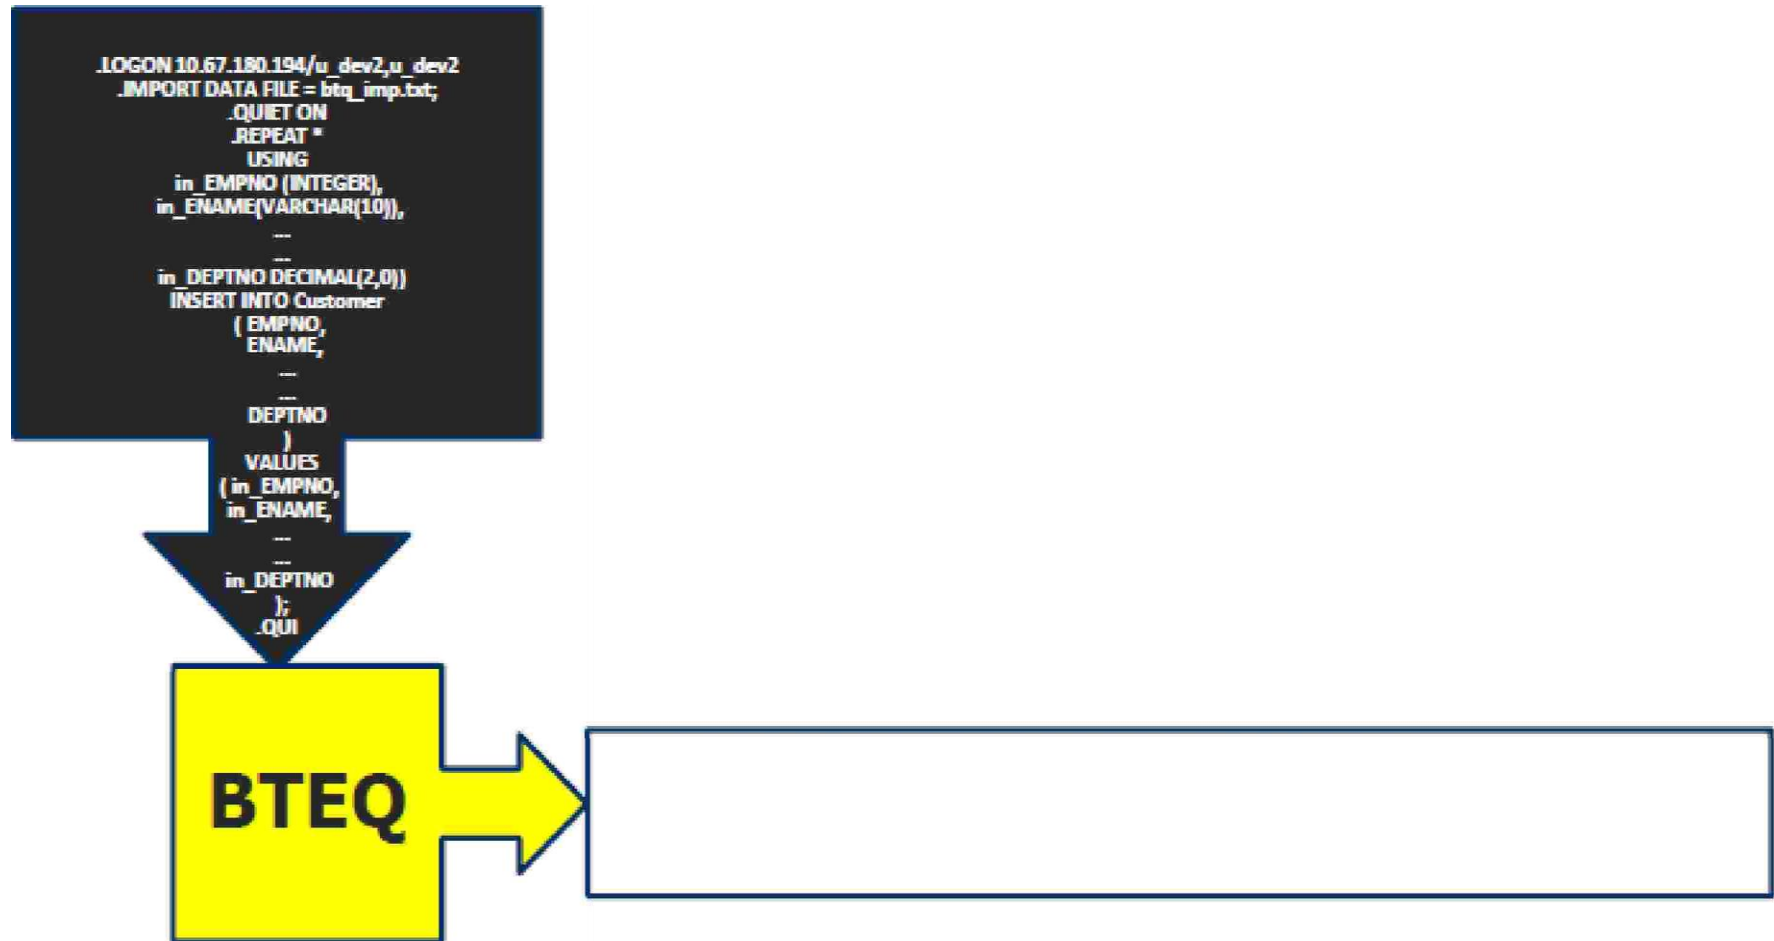 .LOGON 10.67.180.194/u_dev2,u_dev2
.IMPORT DATA FILE = btq_imp.txt;
.QUIET ON
.REPEAT *
USING
in_EMPNO (INTEGER),
in_ENAME(VARCHAR(10)),
...
...
in_DEPTNO DECIMAL(2,0))
INSERT INTO Customer
( EMPNO,
ENAME,
...
...
DEPTNO
)
VALUES
( in_EMPNO,
in_ENAME,
...
...
in_DEPTNO
);
.QUI
BTEQ